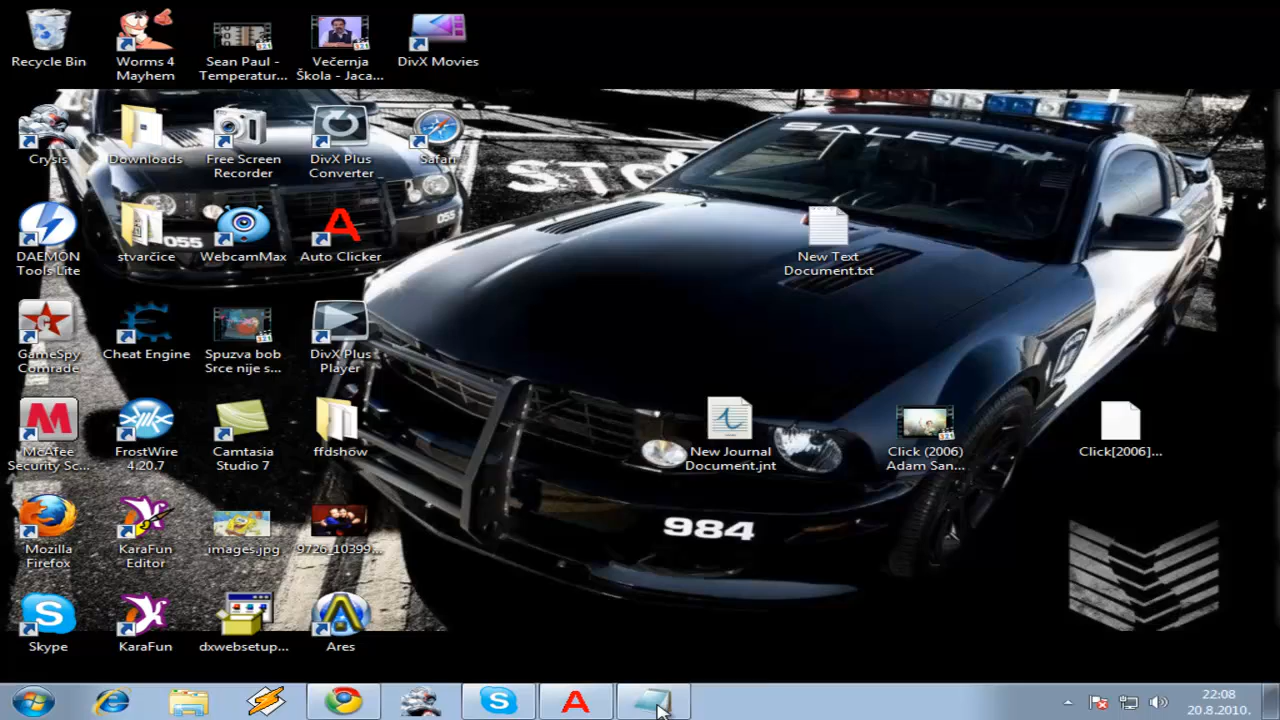 Recycle Bin
Worms 4
Mayhem
Sean Paul -
Temperatur...
Večernja
Škola - Jaca...
DivX Movies
Crysis
Downloads
Free Screen
Recorder
DivX Plus
Converter
Safari
DAEMON
Tools Lite
stvarčice
WebcamMax
Auto Clicker
GameSpy
Comrade
Cheat Engine
Spuzva bob
Srce nije s...
DivX Plus
Player
McAfee
Security Sc...
FrostWire
4.20.7
Camtasia
Studio 7
ffdshow
Mozilla
Firefox
KaraFun
Editor
images.jpg
9726_10399...
Skype
KaraFun
dxwebsetup...
Ares
New Text
Document.txt
New Journal
Document.jnt
Click (2006)
Adam San...
Click[2006]...
SALEEN
STO
055
055
984
22:08
20.8.2010.